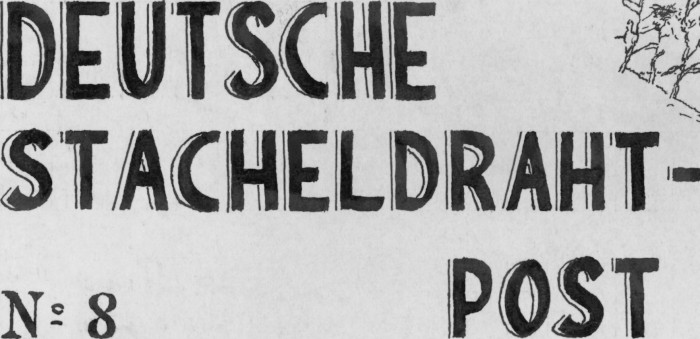 DEUTSCHE
STACHELDRAHT-
POST
Nº 8